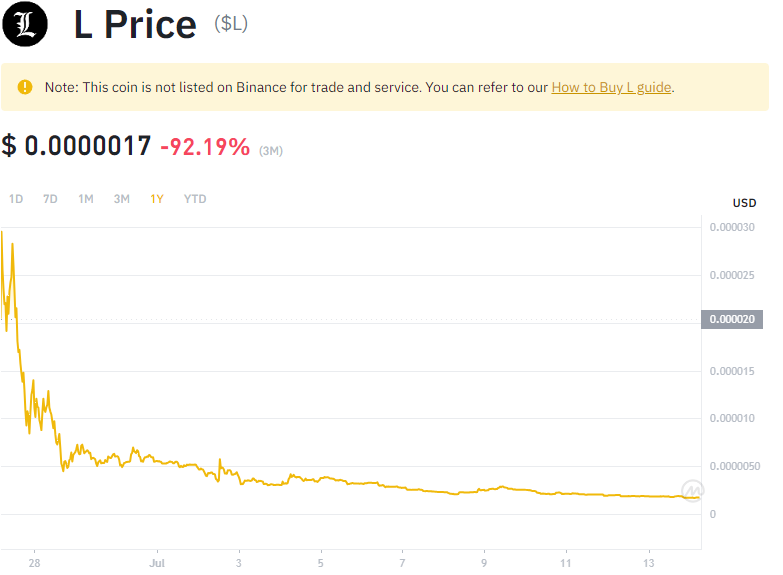 L
L Price ($L)
Note: This coin is not listed on Binance for trade and service. You can refer to our How to Buy L guide.
$ 0.0000017 -92.19% (3M)
1D 7D 1M 3M 1Y YTD
USD
0.000030
0.000025
0.000020
0.000015
0.000010
0.0000050
0
28 Jul 3 5 7 9 11 13